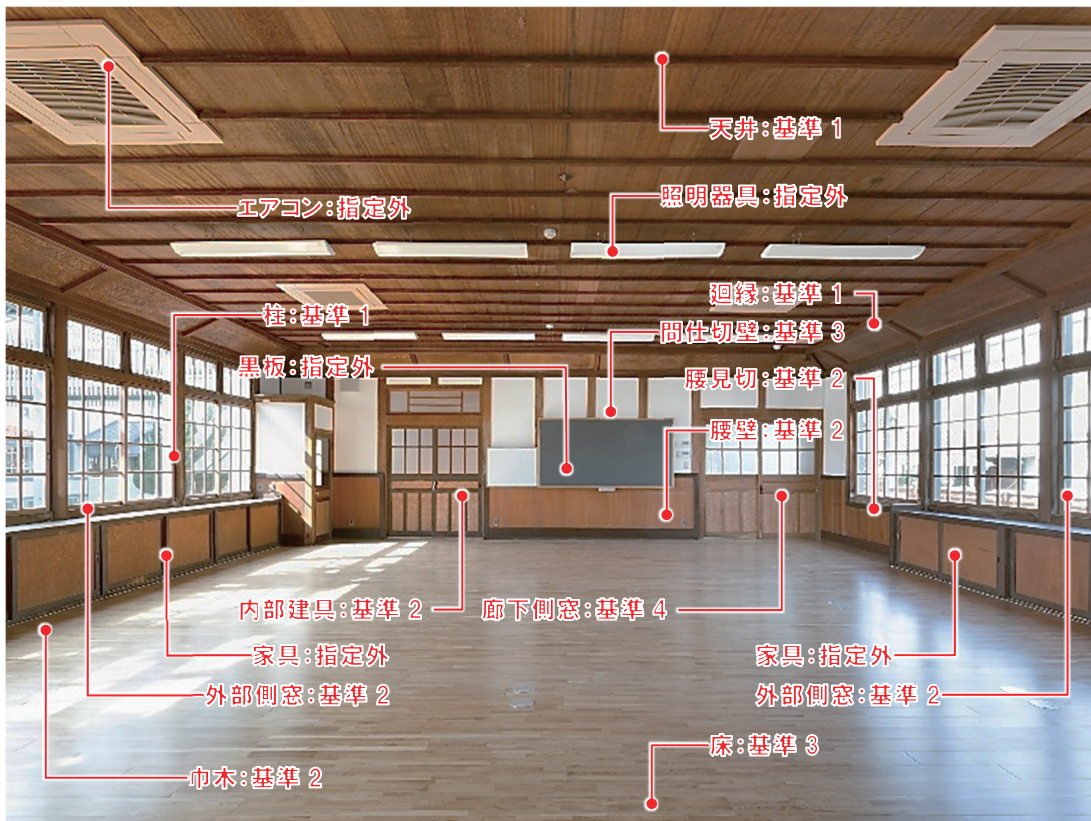 天井:基準 1
照明器具:指定外
エアコン:指定外
廻縁:基準 1
柱:基準 1
間仕切壁:基準 3
黒板:指定外
腰見切:基準 2
腰壁:基準 2
内部建具:基準 2
廊下側窓:基準 4
家具:指定外
家具:指定外
外部側窓:基準 2
外部側窓:基準 2
床:基準 3
巾木:基準 2